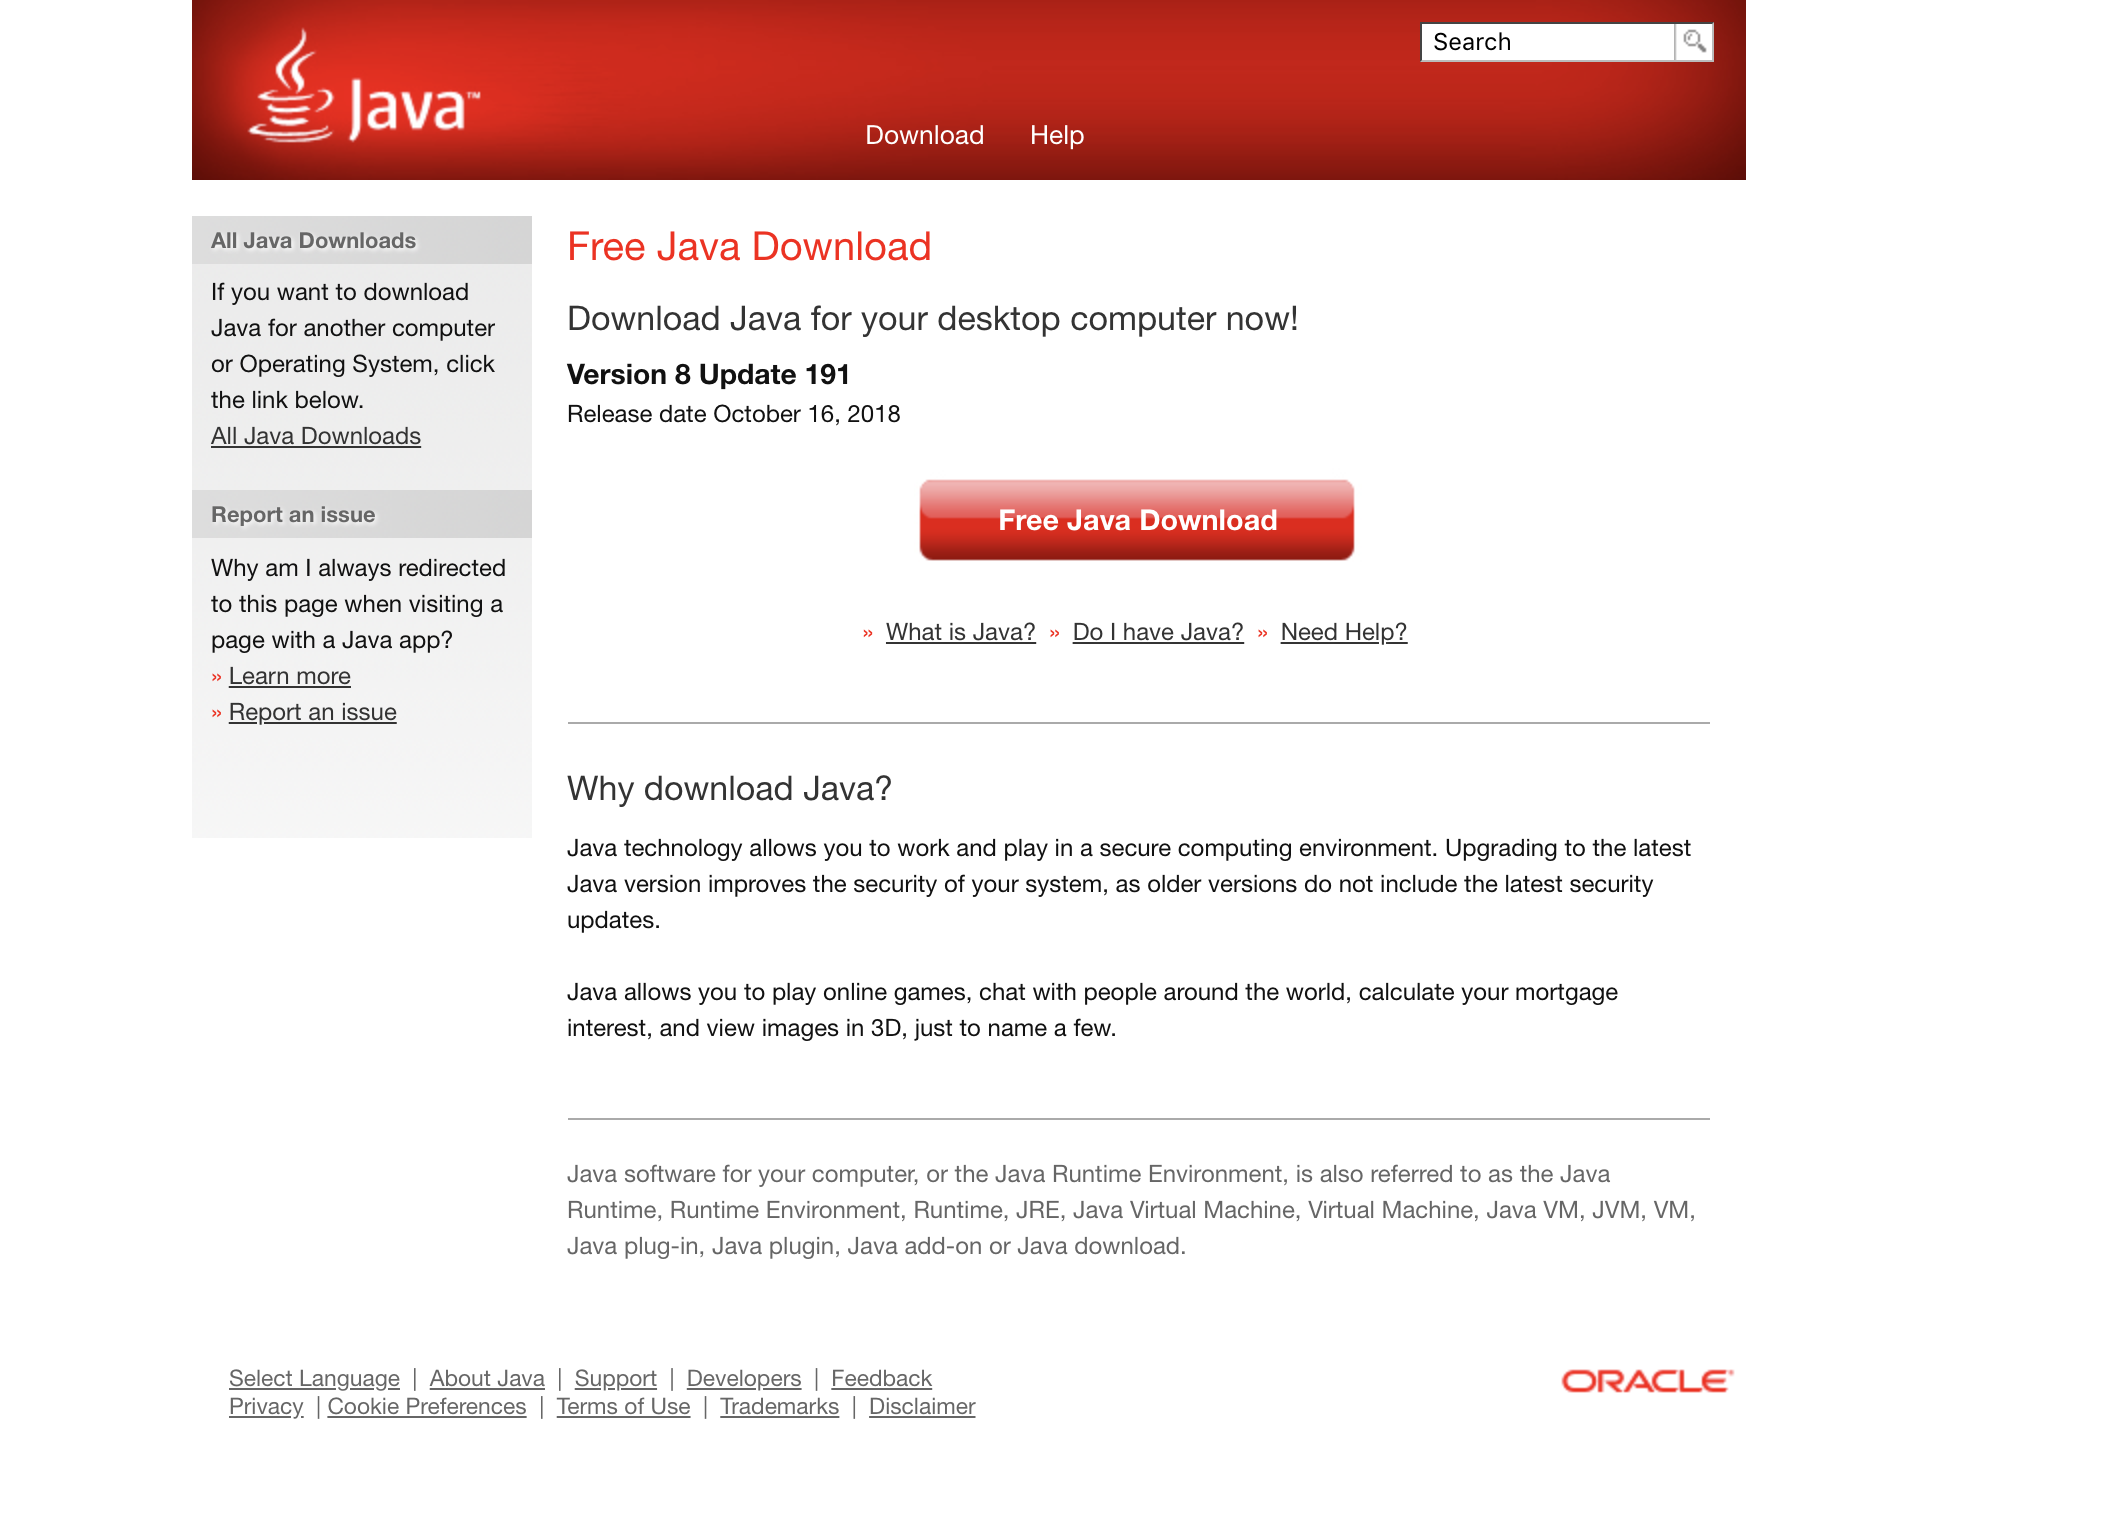 Java™
Search
Download Help
All Java Downloads
If you want to download
Java for another computer
or Operating System, click
the link below.
All Java Downloads
Report an issue
Why am I always redirected
to this page when visiting a
page with a Java app?
» Learn more
» Report an issue
Free Java Download
Download Java for your desktop computer now!
Version 8 Update 191
Release date October 16, 2018
Free Java Download
» What is Java? » Do I have Java? » Need Help?
Why download Java?
Java technology allows you to work and play in a secure computing environment. Upgrading to the latest
Java version improves the security of your system, as older versions do not include the latest security
updates.
Java allows you to play online games, chat with people around the world, calculate your mortgage
interest, and view images in 3D, just to name a few.
Java software for your computer, or the Java Runtime Environment, is also referred to as the Java
Runtime, Runtime Environment, Runtime, JRE, Java Virtual Machine, Virtual Machine, Java VM, JVM, VM,
Java plug-in, Java plugin, Java add-on or Java download.
Select Language | About Java | Support | Developers | Feedback
Privacy | Cookie Preferences | Terms of Use | Trademarks | Disclaimer
ORACLE®